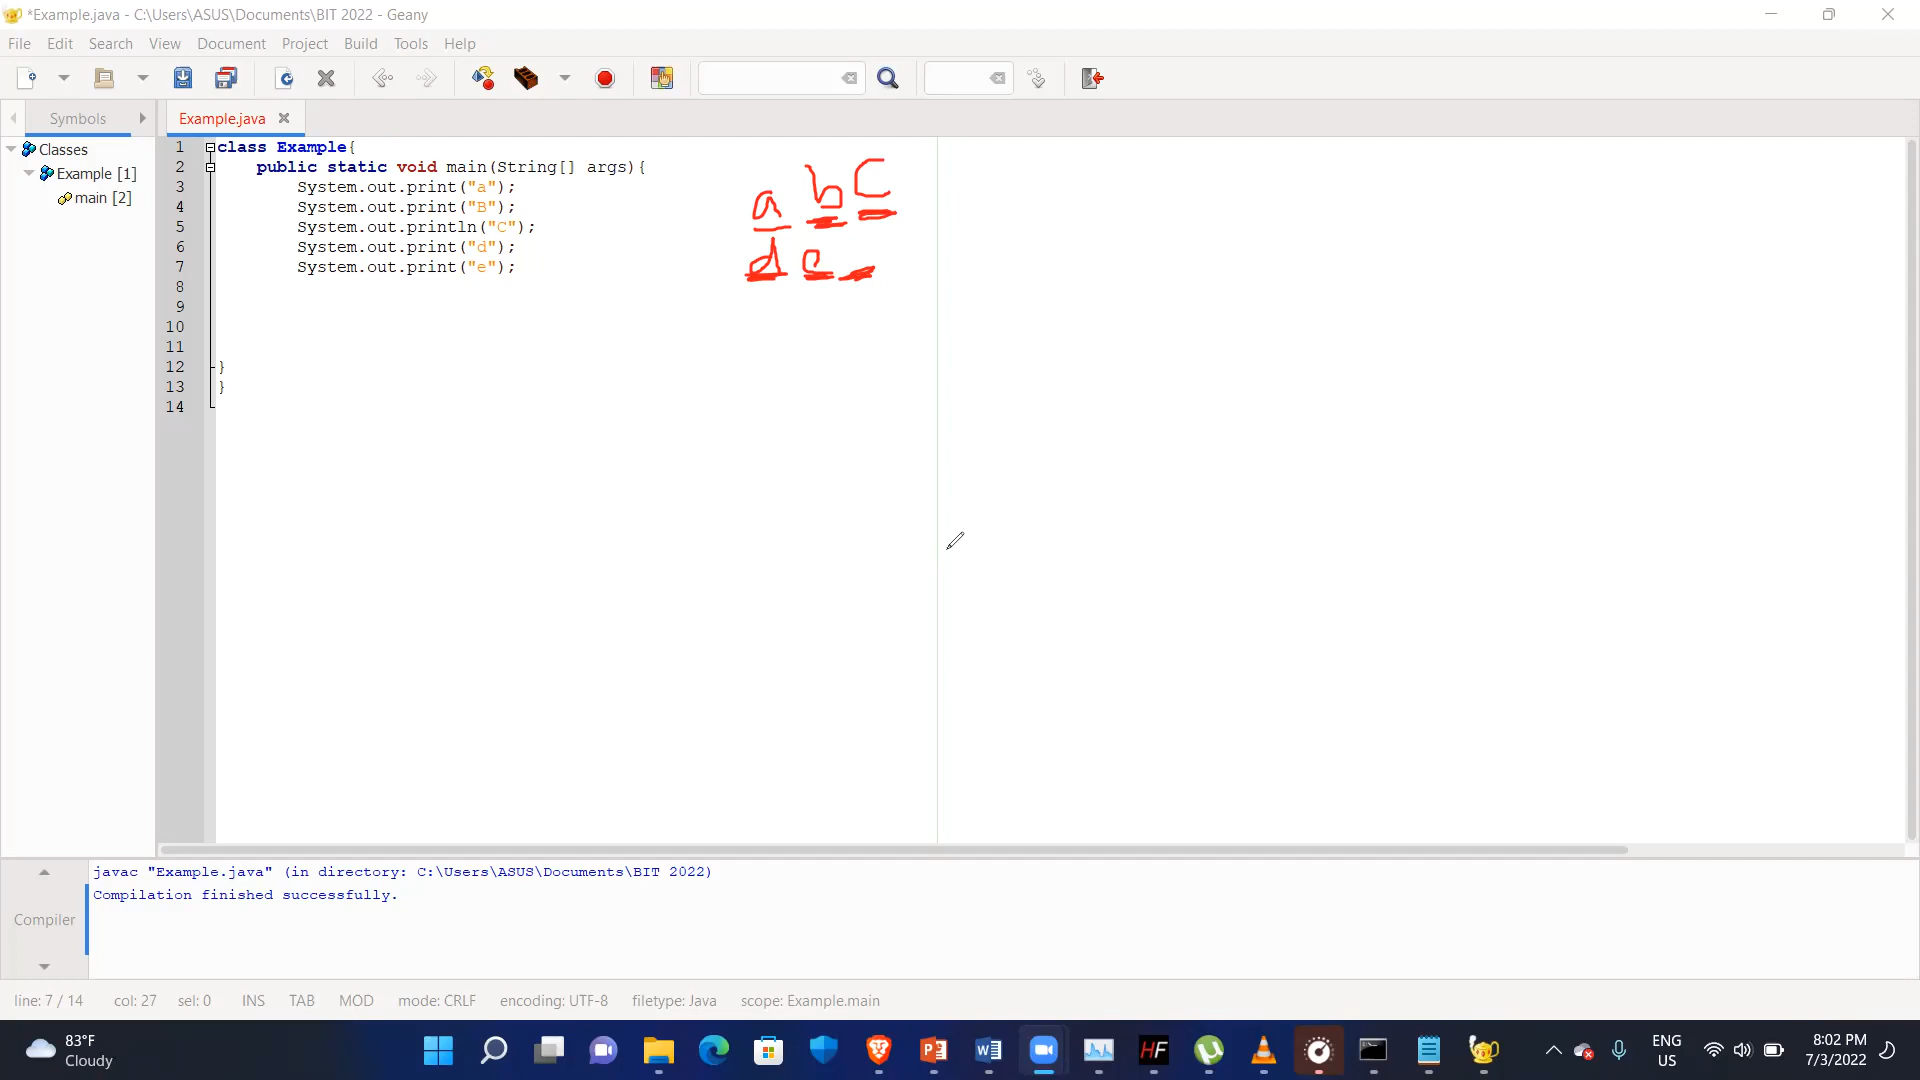 *Example.java - C:\Users\ASUS\Documents\BIT 2022 - Geany
File Edit Search View Document Project Build Tools Help
Symbols Example.java
Classes
Example [1]
main [2]
1 class Example{
2 public static void main(String[] args){
3 System.out.print("a");
4 System.out.print("B");
5 System.out.println("C");
6 System.out.print("d");
7 System.out.print("e");
8
9
10
11
12 }
13 }
14
a b C
d e
Compiler
javac "Example.java" (in directory: C:\Users\ASUS\Documents\BIT 2022)
Compilation finished successfully.
line: 7 / 14 col: 27 sel: 0 INS TAB MOD mode: CRLF encoding: UTF-8 filetype: Java scope: Example.main
83°F
Cloudy
HF
ENG
US
8:02 PM
7/3/2022